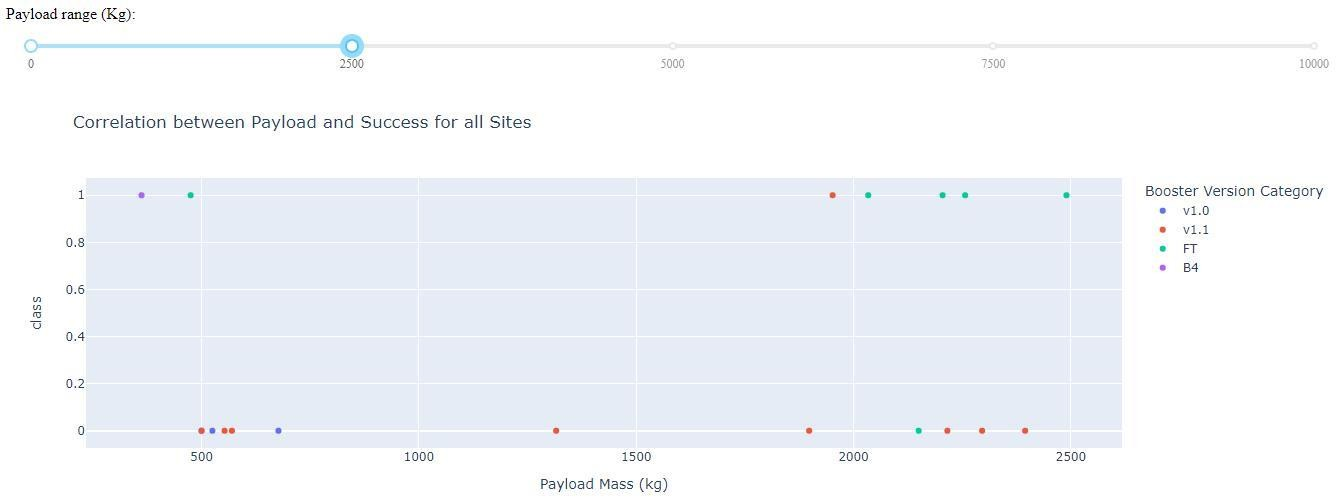 Payload range (Kg):
0 2500 5000 7500 10000
Correlation between Payload and Success for all Sites
1
0.8
0.6
0.4
0.2
0
class
500 1000 1500 2000 2500
Payload Mass (kg)
Booster Version Category
v1.0
v1.1
FT
B4